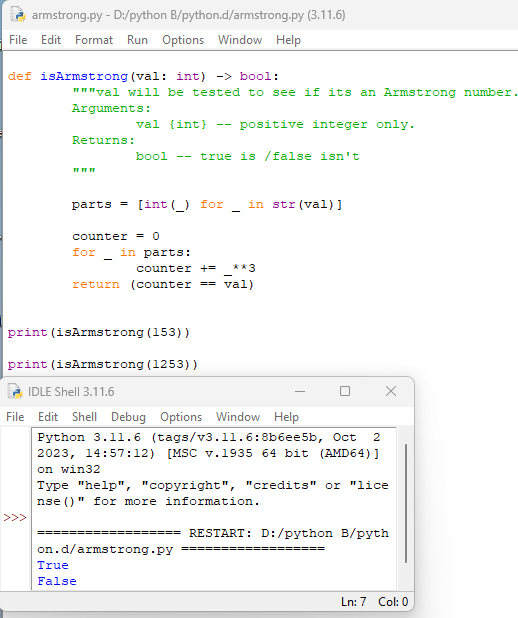 armstrong.py - D:/python B/python.d/armstrong.py (3.11.6)
File Edit Format Run Options Window Help
def isArmstrong(val: int) -> bool:
"""val will be tested to see if its an Armstrong number.
Arguments:
val {int} -- positive integer only.
Returns:
bool -- true is /false isn't
"""
parts = [int(_) for _ in str(val)]
counter = 0
for _ in parts:
counter += _**3
return (counter == val)
print(isArmstrong(153))
print(isArmstrong(1253))
IDLE Shell 3.11.6
File Edit Shell Debug Options Window Help
Python 3.11.6 (tags/v3.11.6:8b6ee5b, Oct  2
2023, 14:57:12) [MSC v.1935 64 bit (AMD64)]
on win32
Type "help", "copyright", "credits" or "lice
nse()" for more information.
>>>
================== RESTART: D:/python B/pyth
on.d/armstrong.py ==================
True
False
Ln: 7 Col: 0